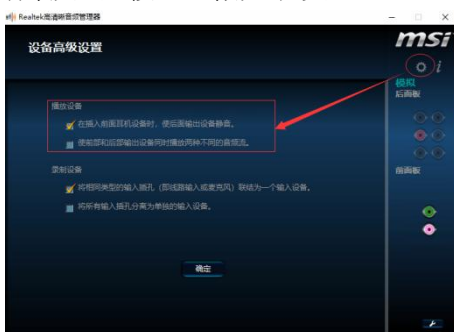 Realtek高清晰音频管理器
设备高级设置
msi
i
模拟
后面板
播放设备
在插入前面耳机设备时，使后面输出设备静音。
使前部和后部输出设备同时播放两种不同的音频流。
录制设备
前面板
将相同类型的输入插孔（即线路输入或麦克风）联结为一个输入设备。
将所有输入插孔分离为单独的输入设备。
确定